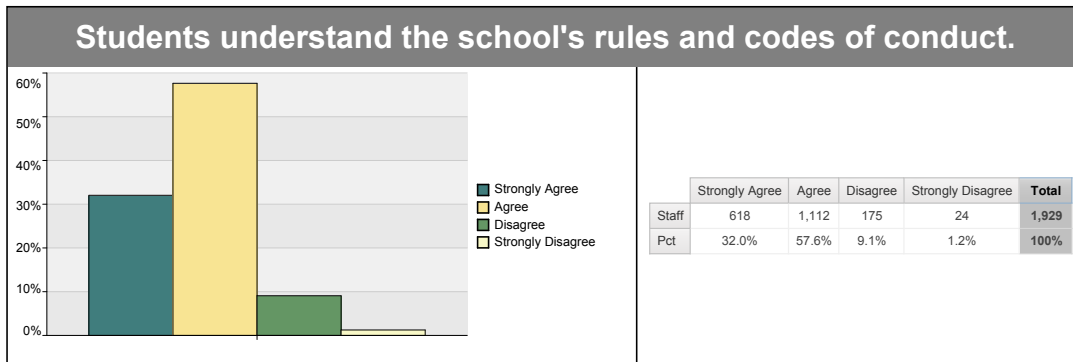 Students understand the school's rules and codes of conduct.
60%
50%
40%
30%
20%
10%
0%
Strongly Agree
Agree
Disagree
Strongly Disagree
Strongly Agree Agree Disagree Strongly Disagree Total
Staff 618 1,112 175 24 1,929
Pct 32.0% 57.6% 9.1% 1.2% 100%